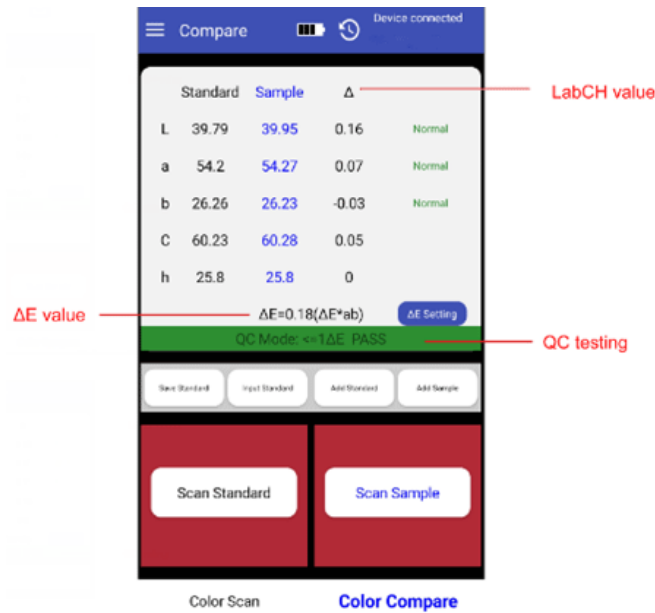 Compare
Device connected
Standard Sample Δ
LabCH value
L 39.79 39.95 0.16 Normal
a 54.2 54.27 0.07 Normal
b 26.26 26.23 -0.03 Normal
C 60.23 60.28 0.05
h 25.8 25.8 0
ΔE value
ΔE=0.18(ΔE*ab) ΔE Setting
QC Mode: <=1ΔE PASS
QC testing
Save Standard Input Standard Add Standard Add Sample
Scan Standard Scan Sample
Color Scan Color Compare